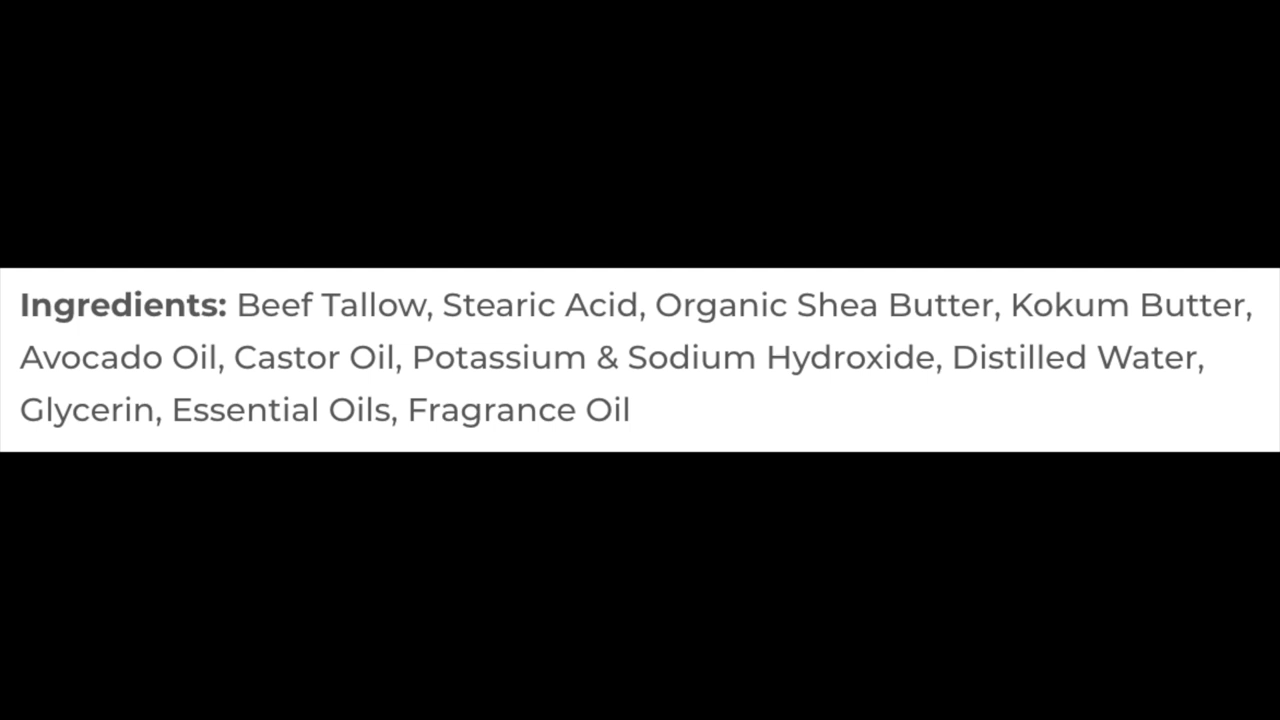 Ingredients: Beef Tallow, Stearic Acid, Organic Shea Butter, Kokum Butter,
Avocado Oil, Castor Oil, Potassium & Sodium Hydroxide, Distilled Water,
Glycerin, Essential Oils, Fragrance Oil